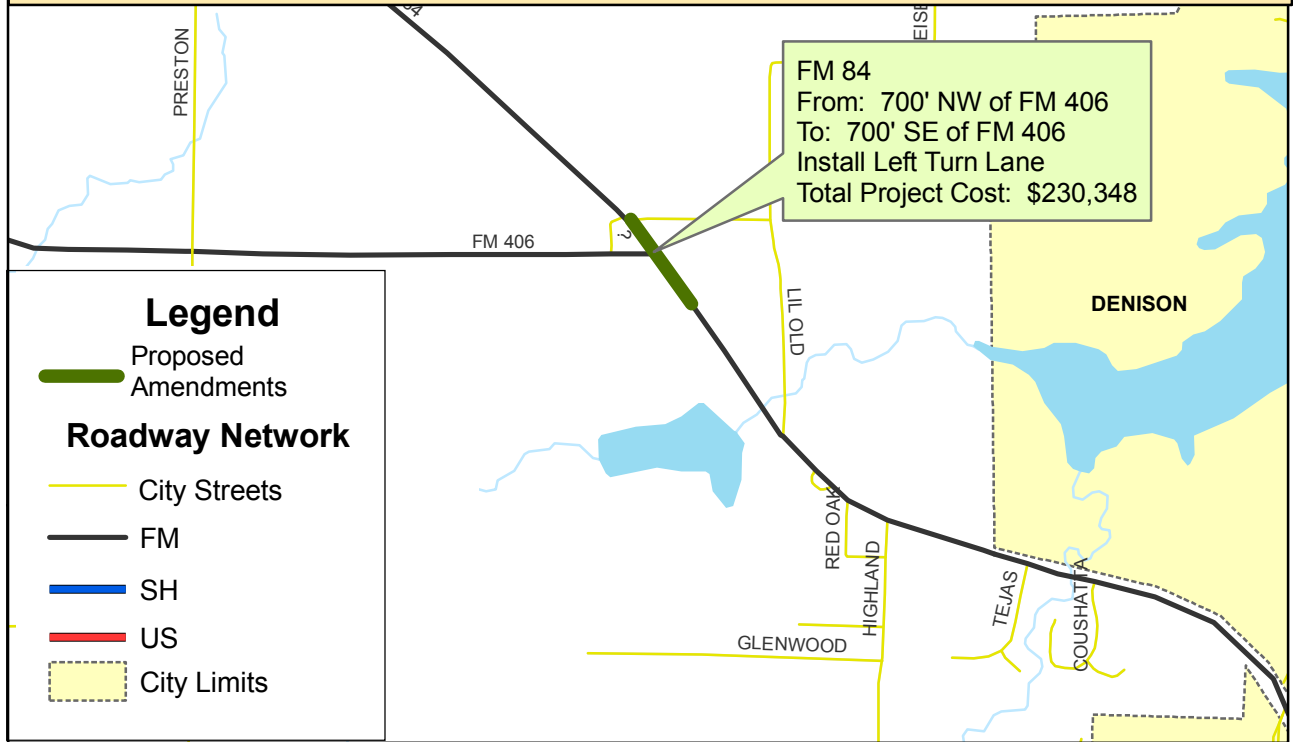 PRESTON
FM 84
From: 700' NW of FM 406
To: 700' SE of FM 406
Install Left Turn Lane
Total Project Cost: $230,348
?
FM 406
LIL OLD
DENISON
Legend
Proposed
Amendments
Roadway Network
City Streets
FM
SH
US
City Limits
RED OAK
HIGHLAND
GLENWOOD
TEJAS
COUSHATTA